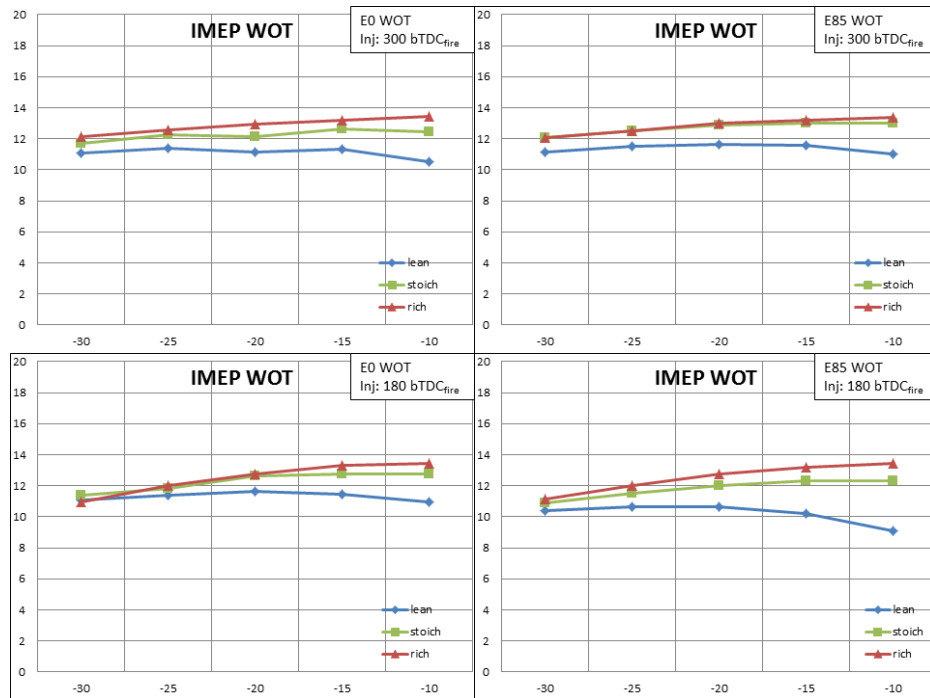 IMEP WOT
E0 WOT
Inj: 300 bTDCfire
20
18
16
14
12
10
8
6
4
2
0
lean
stoich
rich
-30 -25 -20 -15 -10
IMEP WOT
E85 WOT
Inj: 300 bTDCfire
20
18
16
14
12
10
8
6
4
2
0
lean
stoich
rich
-30 -25 -20 -15 -10
IMEP WOT
E0 WOT
Inj: 180 bTDCfire
20
18
16
14
12
10
8
6
4
2
0
lean
stoich
rich
-30 -25 -20 -15 -10
IMEP WOT
E85 WOT
Inj: 180 bTDCfire
20
18
16
14
12
10
8
6
4
2
0
lean
stoich
rich
-30 -25 -20 -15 -10